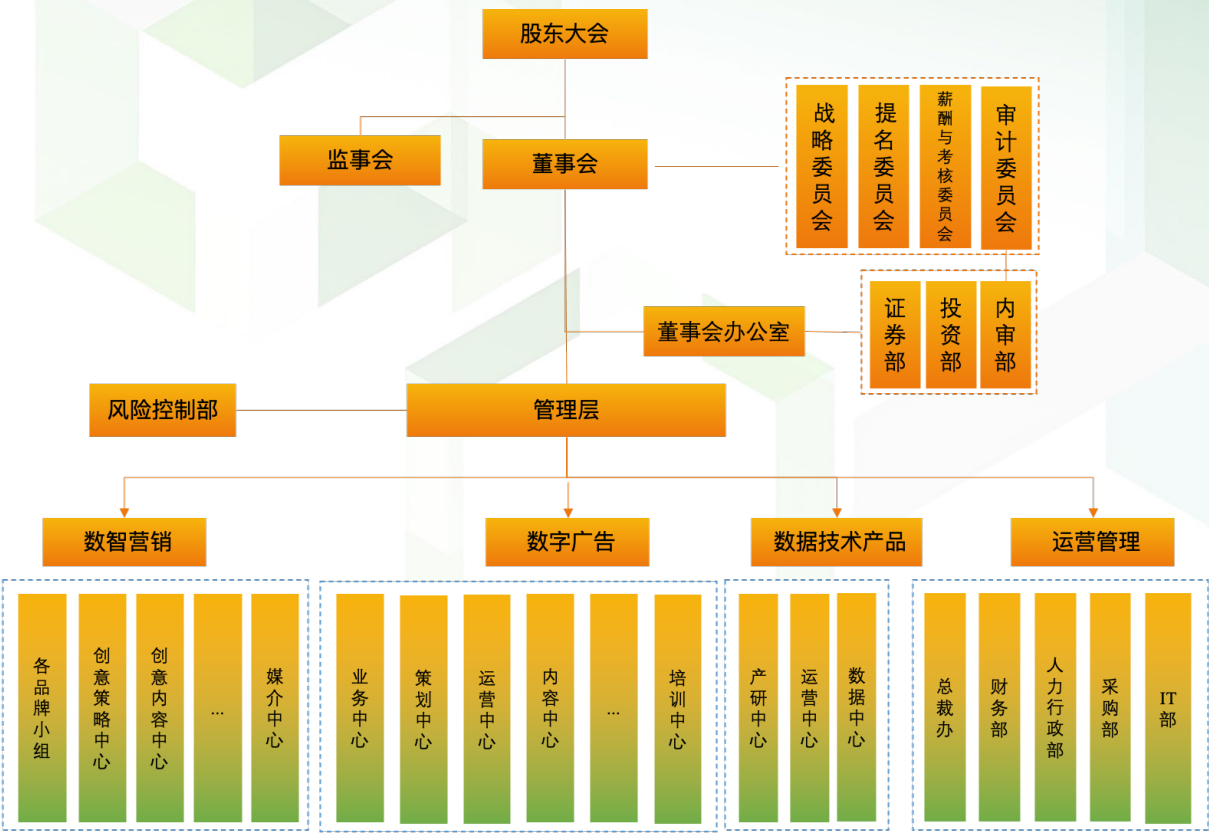 股东大会
监事会
董事会
战略委员会
提名委员会
薪酬与考核委员会
审计委员会
董事会办公室
证券部
投资部
内审部
风险控制部
管理层
数智营销
数字广告
数据技术产品
运营管理
各品牌小组
创意策略中心
创意内容中心
...
媒介中心
业务中心
策划中心
运营中心
内容中心
...
培训中心
产研中心
运营中心
数据中心
总裁办
财务部
人力行政部
采购部
IT部